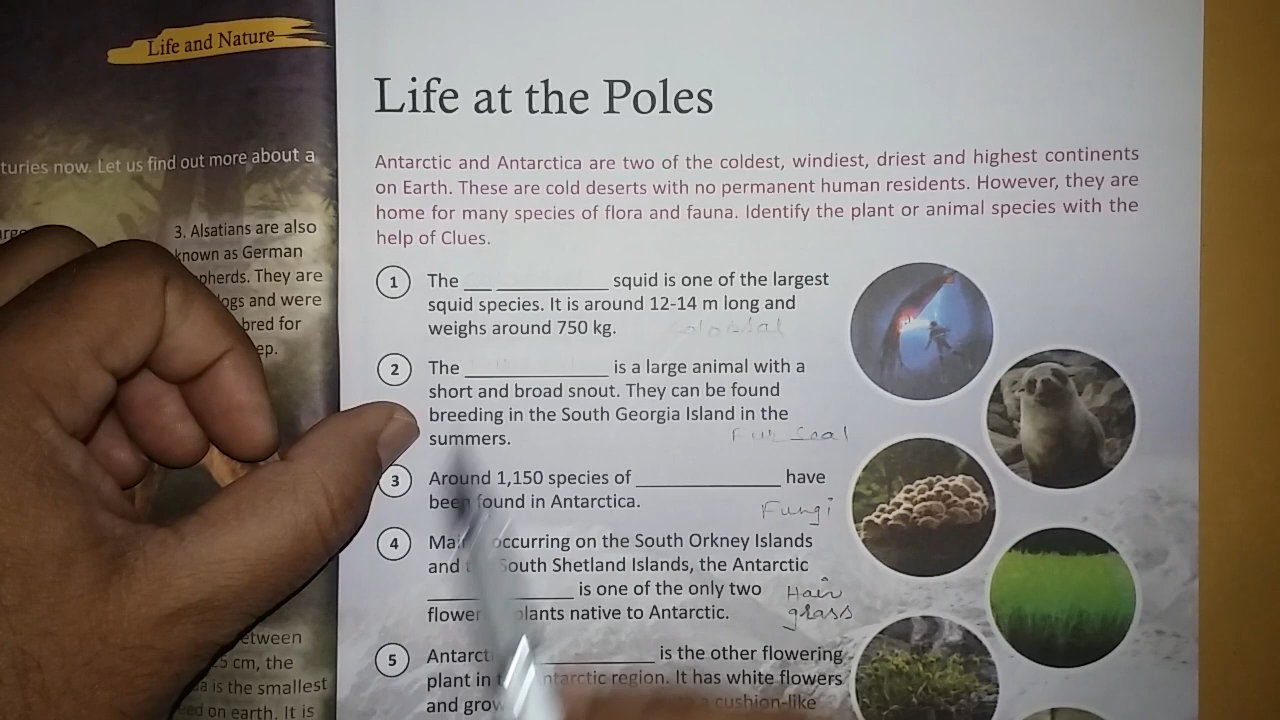 Life and Nature
turies now. Let us find out more about a
3. Alsatians are also
known as German
pherds. They are
ogs and were
bred for
ep.
etween
5 cm, the
a is the smallest
ed on earth. It is
Life at the Poles
Antarctic and Antarctica are two of the coldest, windiest, driest and highest continents
on Earth. These are cold deserts with no permanent human residents. However, they are
home for many species of flora and fauna. Identify the plant or animal species with the
help of Clues.
1 The ___ __________ squid is one of the largest
squid species. It is around 12-14 m long and
weighs around 750 kg. colossal
2 The _____________ is a large animal with a
short and broad snout. They can be found
breeding in the South Georgia Island in the
summers. Fur Seal
3 Around 1,150 species of _____________ have
been found in Antarctica. Fungi
4 Ma occurring on the South Orkney Islands
and South Shetland Islands, the Antarctic
_____________ is one of the only two Hair
flower plants native to Antarctic. grass
5 Antarct __________ is the other flowering
plant in ntarctic region. It has white flowers
and grow cushion-like